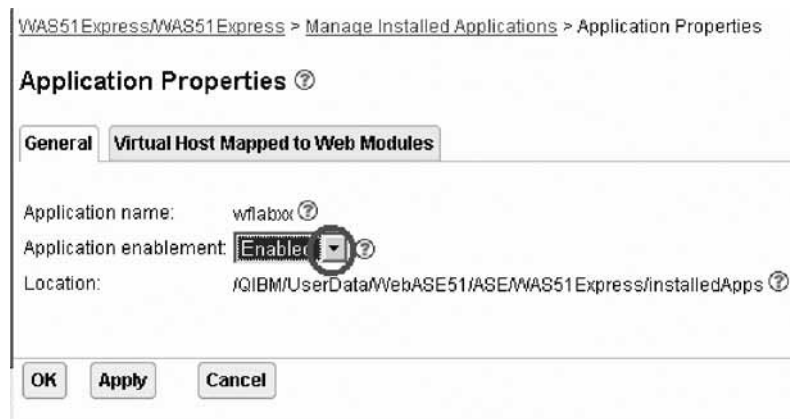 WAS51Express/WAS51Express > Manage Installed Applications > Application Properties
Application Properties ?
General Virtual Host Mapped to Web Modules
Application name: wflabxx ?
Application enablement: Enabled ?
Location: /QIBM/UserData/WebASE51/ASE/WAS51Express/installedApps ?
OK Apply Cancel